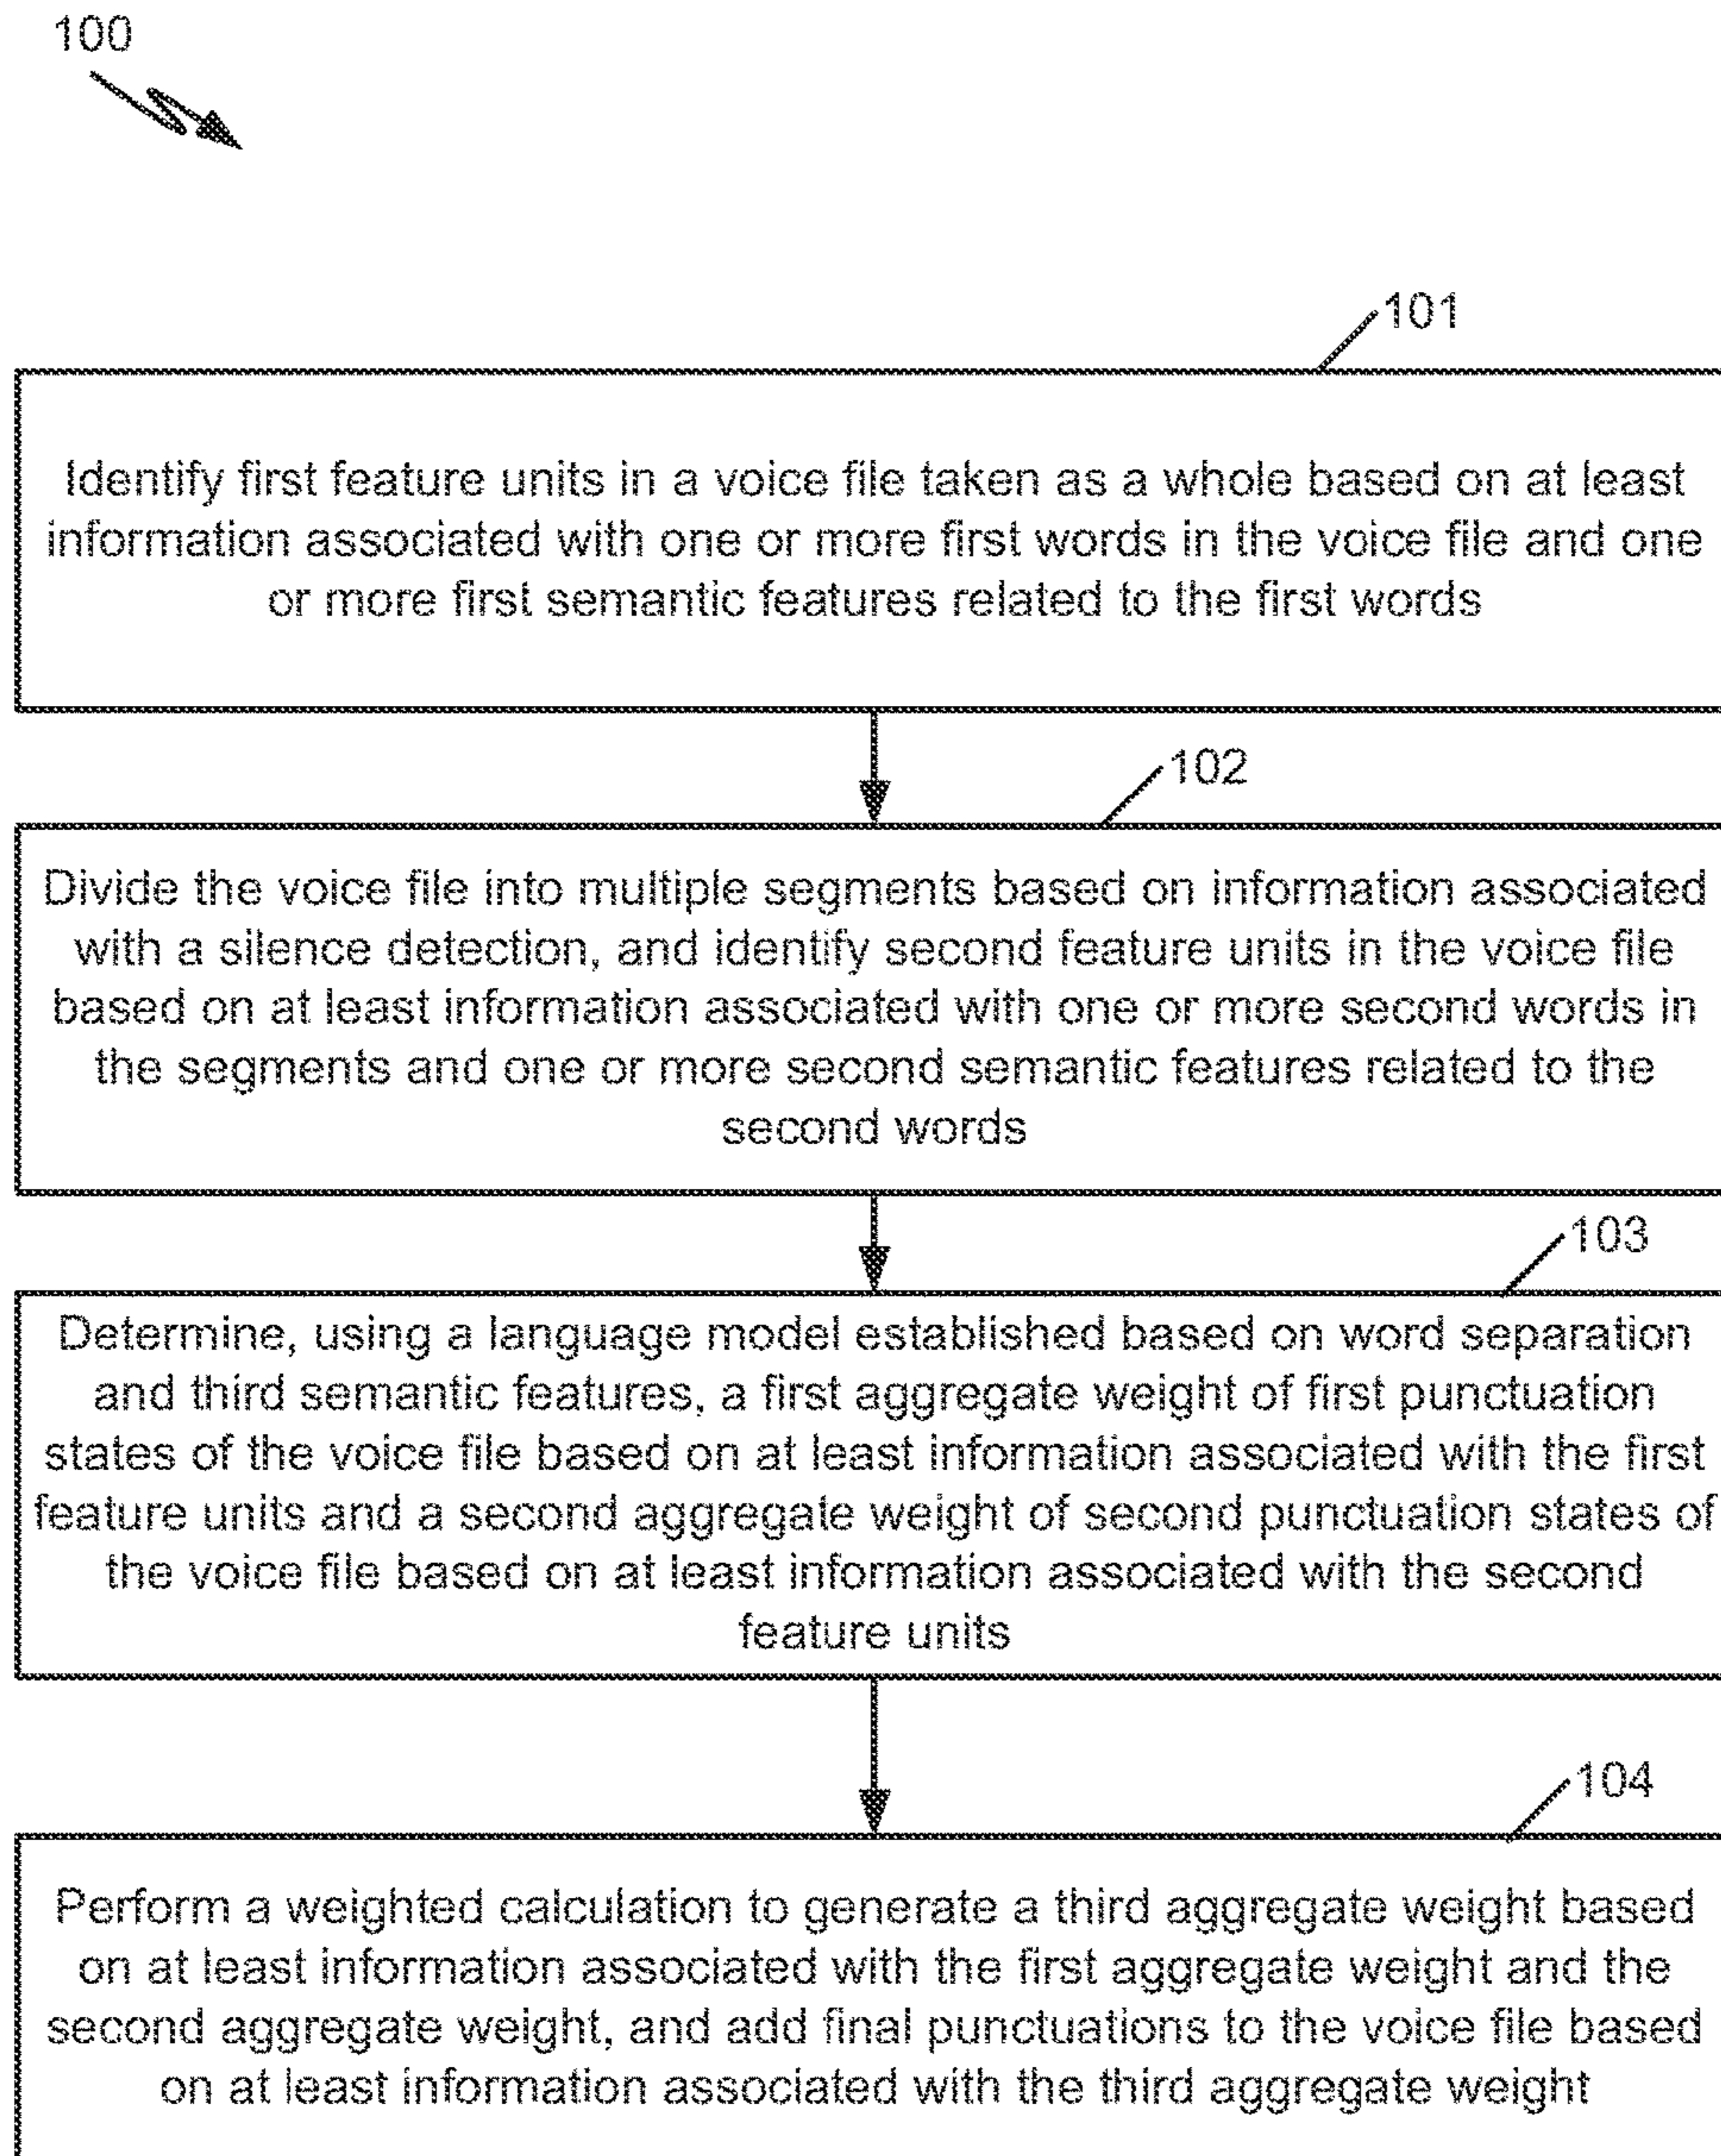 100
101
Identify first feature units in a voice file taken as a whole based on at least
information associated with one or more first words in the voice file and one
or more first semantic features related to the first words
102
Divide the voice file into multiple segments based on information associated
with a silence detection, and identify second feature units in the voice file
based on at least information associated with one or more second words in
the segments and one or more second semantic features related to the
second words
103
Determine, using a language model established based on word separation
and third semantic features, a first aggregate weight of first punctuation
states of the voice file based on at least information associated with the first
feature units and a second aggregate weight of second punctuation states of
the voice file based on at least information associated with the second
feature units
104
Perform a weighted calculation to generate a third aggregate weight based
on at least information associated with the first aggregate weight and the
second aggregate weight, and add final punctuations to the voice file based
on at least information associated with the third aggregate weight